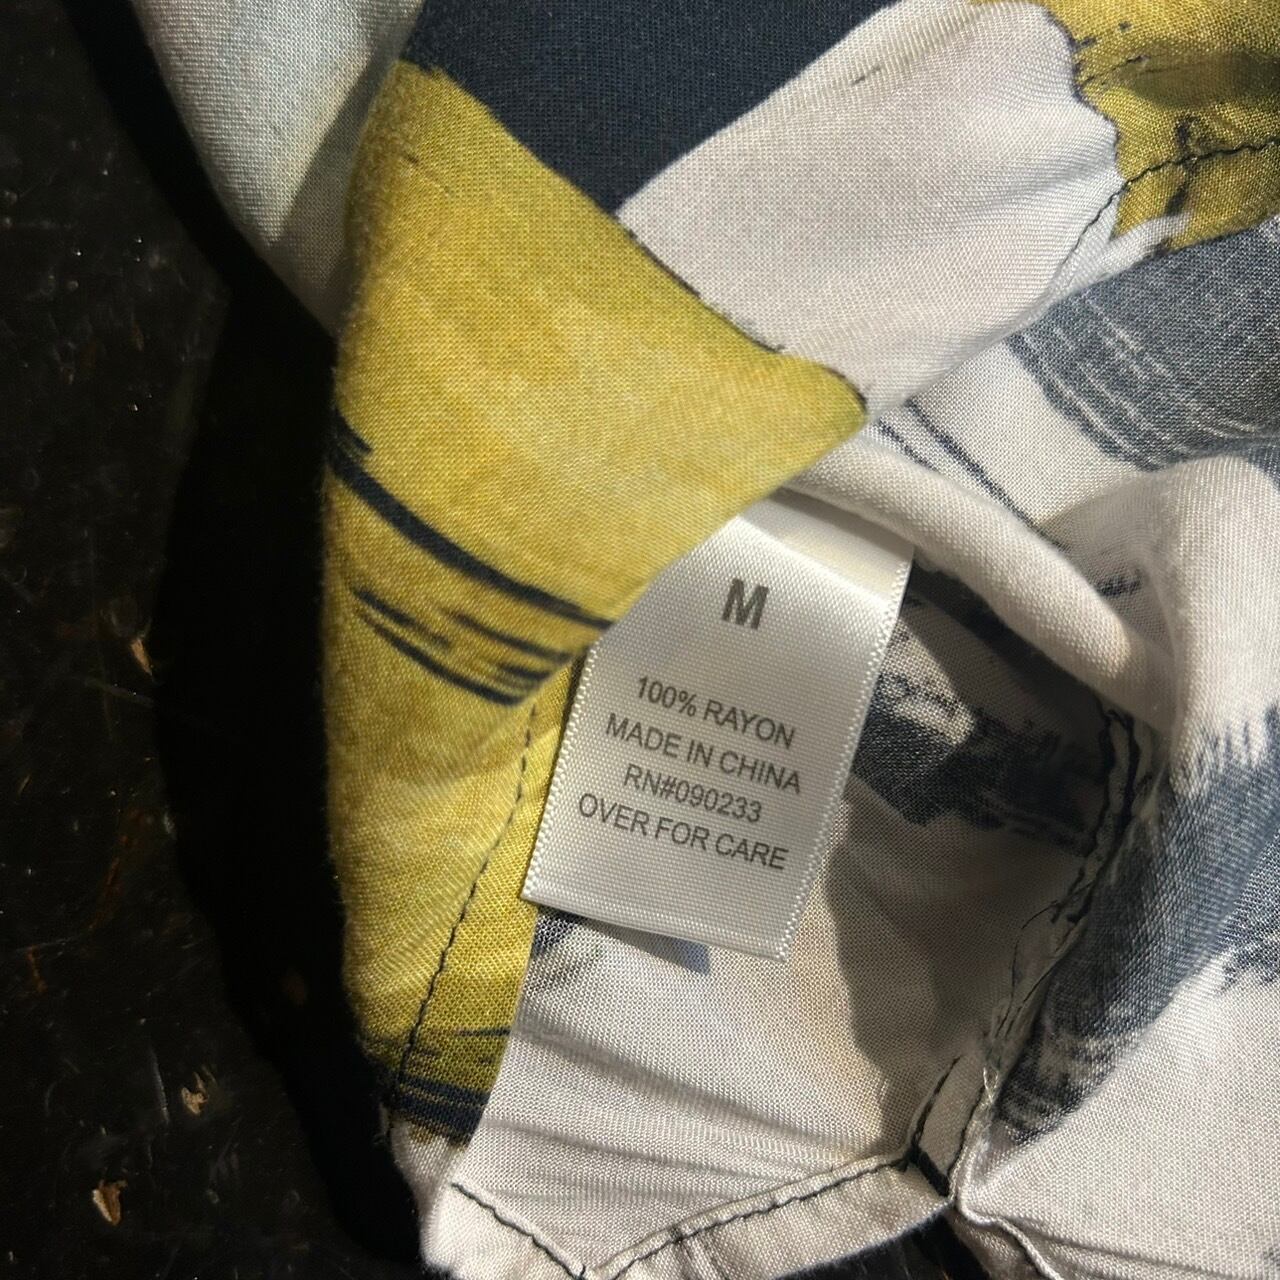 M
100% RAYON
MADE IN CHINA
RN#090233
OVER FOR CARE